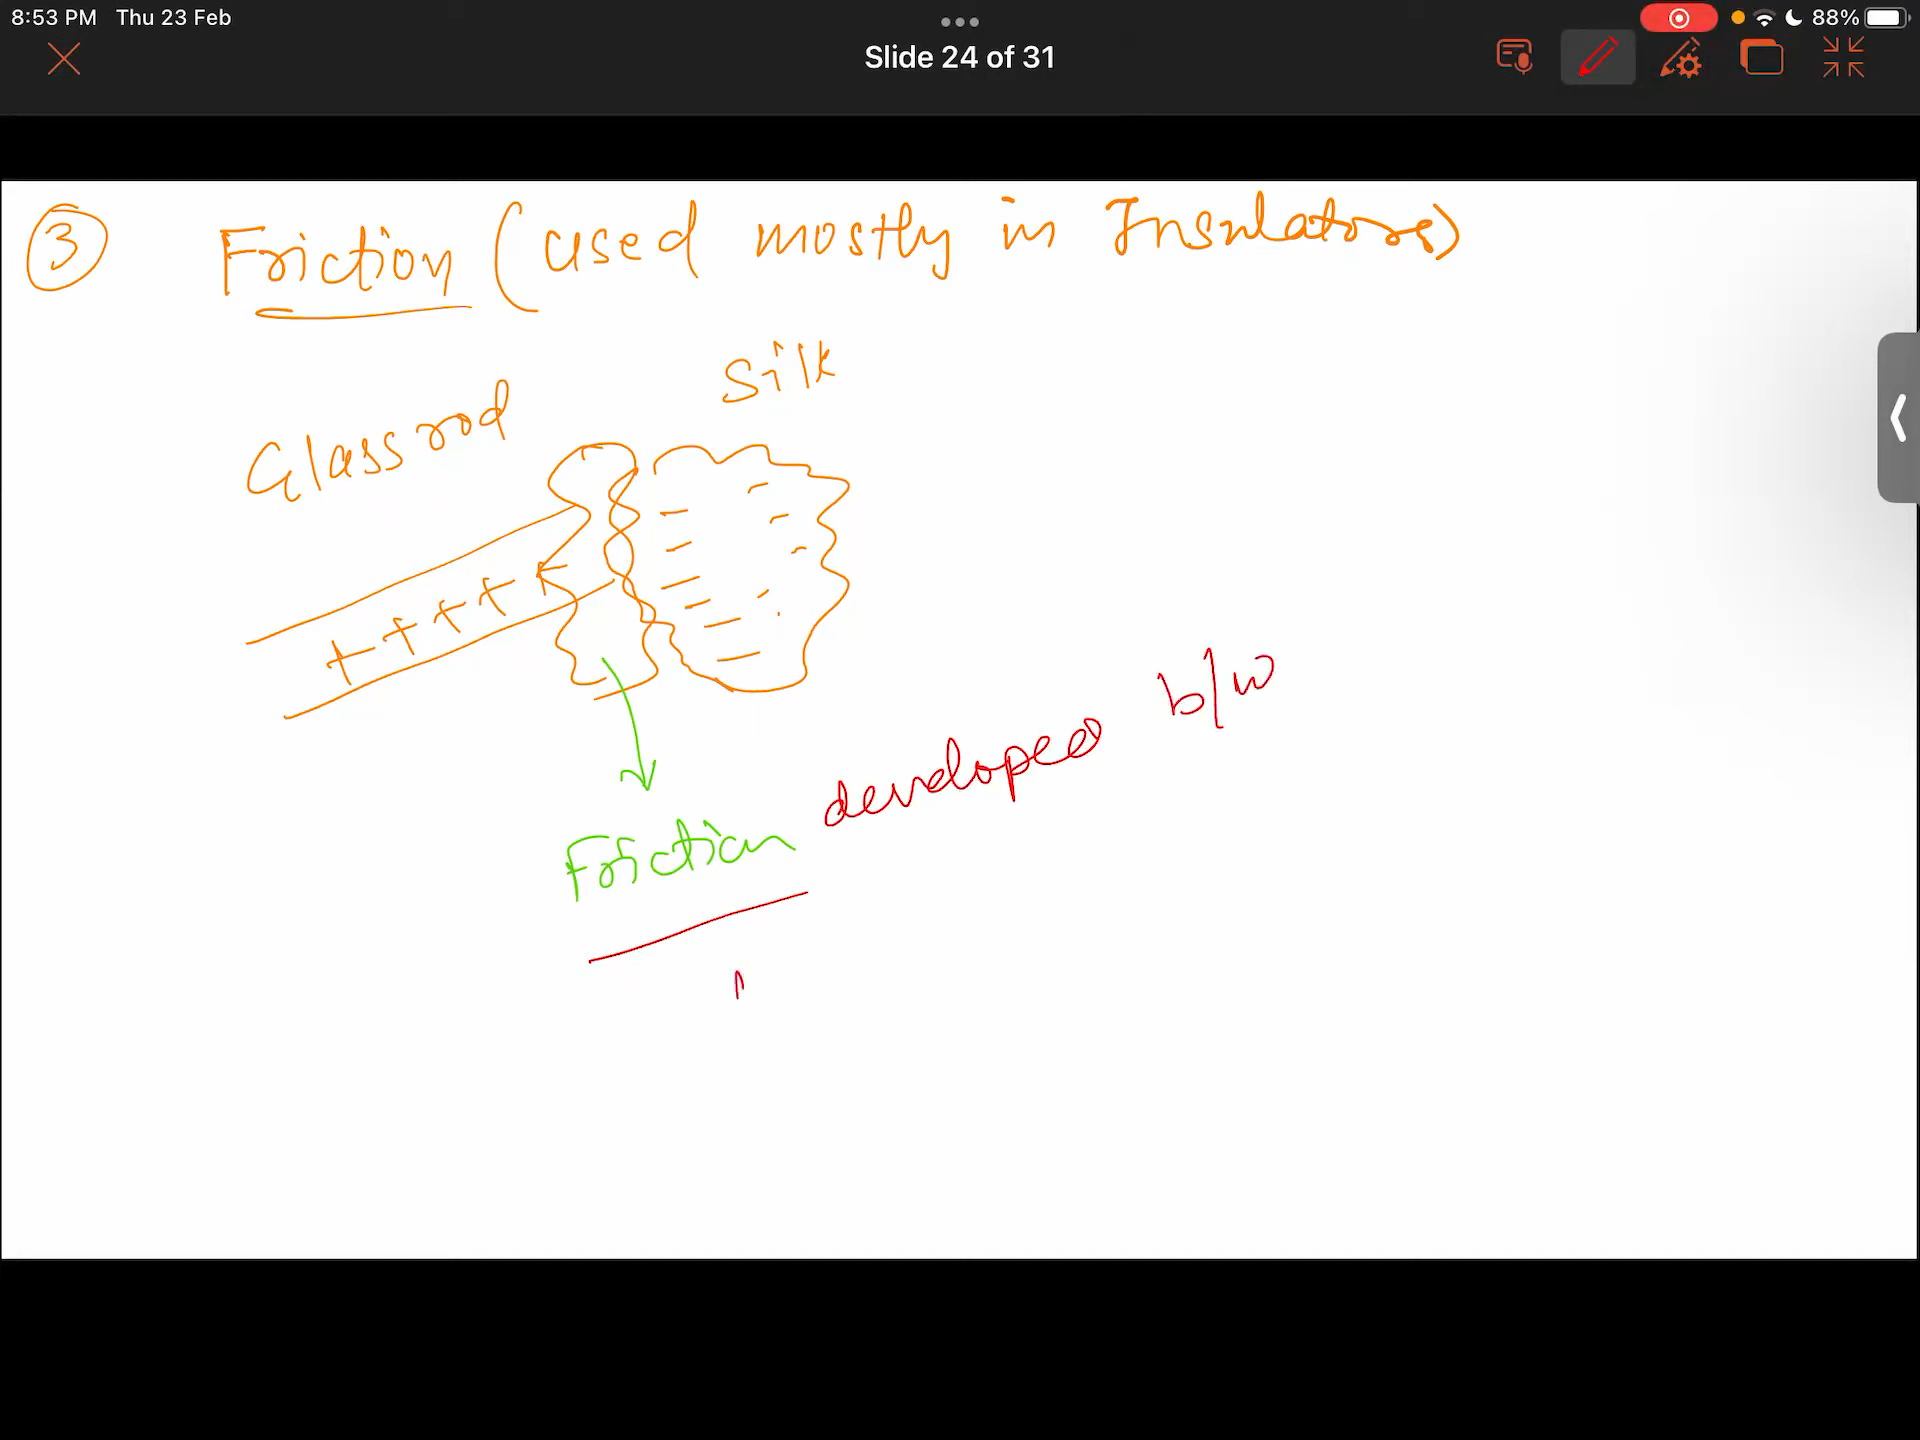 8:53 PM Thu 23 Feb
88%
Slide 24 of 31
3 Friction (used mostly in Insulators)
Silk
Glass rod
+ + + + +
developed b/w
Friction